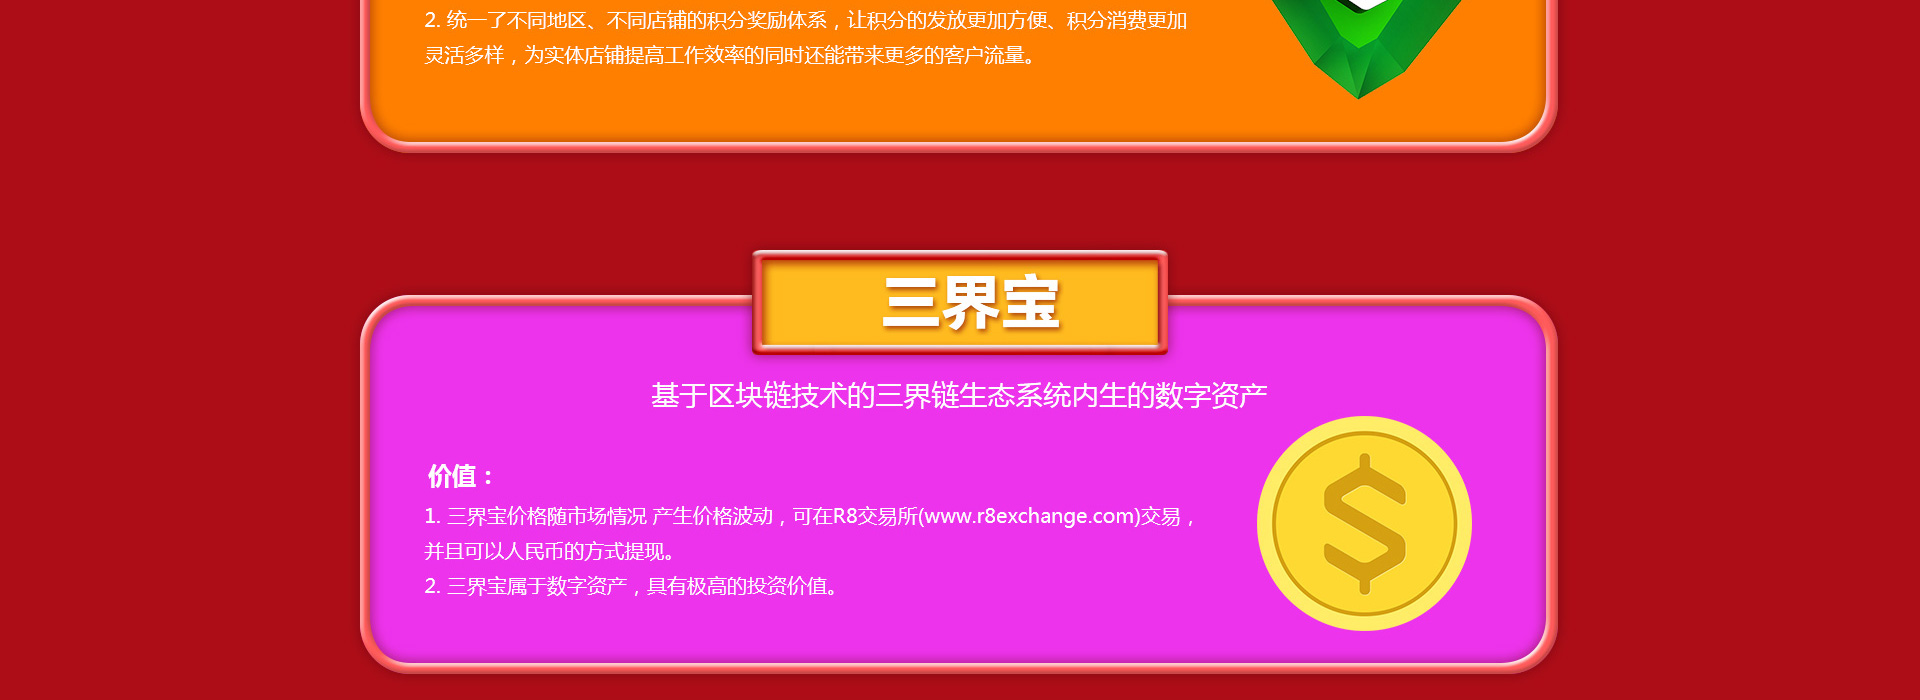 2. 统一了不同地区、不同店铺的积分奖励体系，让积分的发放更加方便、积分消费更加
灵活多样，为实体店铺提高工作效率的同时还能带来更多的客户流量。
三界宝
基于区块链技术的三界链生态系统内生的数字资产
价值：
1. 三界宝价格随市场情况 产生价格波动，可在R8交易所(www.r8exchange.com)交易，
并且可以人民币的方式提现。
2. 三界宝属于数字资产，具有极高的投资价值。